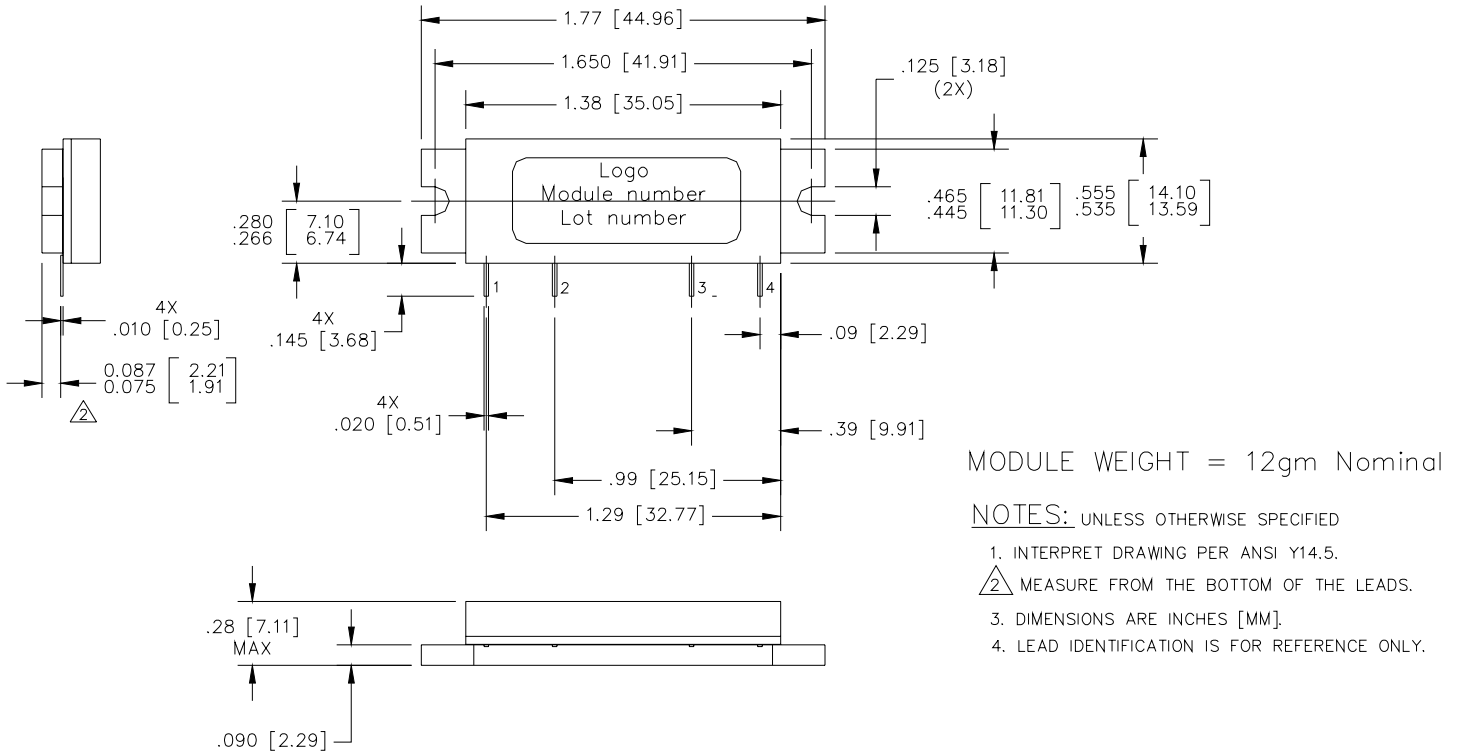 1.77 [44.96]
1.650 [41.91]
1.38 [35.05]
.125 [3.18]
(2X)
Logo
Module number
Lot number
.280 [ 7.10 ]
.266 [ 6.74 ]
.465 [ 11.81 ]
.445 [ 11.30 ]
.555 [ 14.10 ]
.535 [ 13.59 ]
1 2 3 4
4X
.010 [0.25]
4X
.145 [3.68]
.09 [2.29]
0.087 [ 2.21 ]
0.075 [ 1.91 ]
2
4X
.020 [0.51]
.39 [9.91]
.99 [25.15]
1.29 [32.77]
MODULE WEIGHT = 12gm Nominal
NOTES: UNLESS OTHERWISE SPECIFIED
1. INTERPRET DRAWING PER ANSI Y14.5.
2 MEASURE FROM THE BOTTOM OF THE LEADS.
3. DIMENSIONS ARE INCHES [MM].
4. LEAD IDENTIFICATION IS FOR REFERENCE ONLY.
.28 [7.11]
MAX
.090 [2.29]